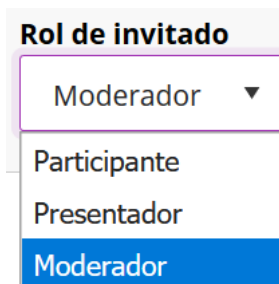 Rol de invitado
Moderador
Participante
Presentador
Moderador